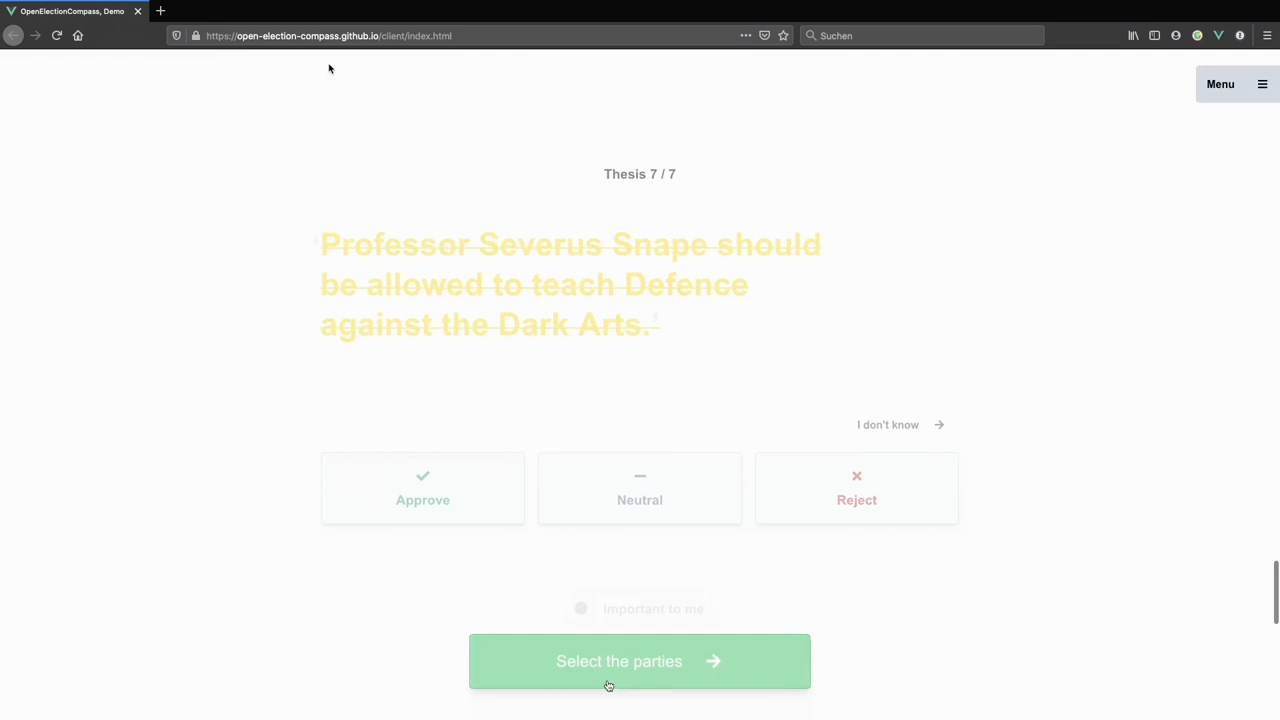 OpenElectionCompass, Demo
https://open-election-compass.github.io/client/index.html
Suchen
Menu
Thesis 7 / 7
Professor Severus Snape should
be allowed to teach Defence
against the Dark Arts.
I don't know
Approve
Neutral
Reject
Important to me
Select the parties